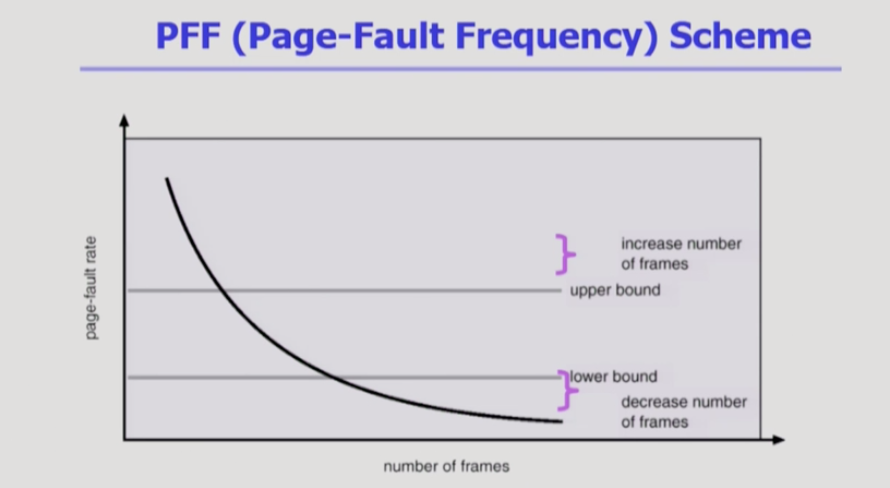 PFF (Page-Fault Frequency) Scheme
page-fault rate
increase number
of frames
upper bound
lower bound
decrease number
of frames
number of frames